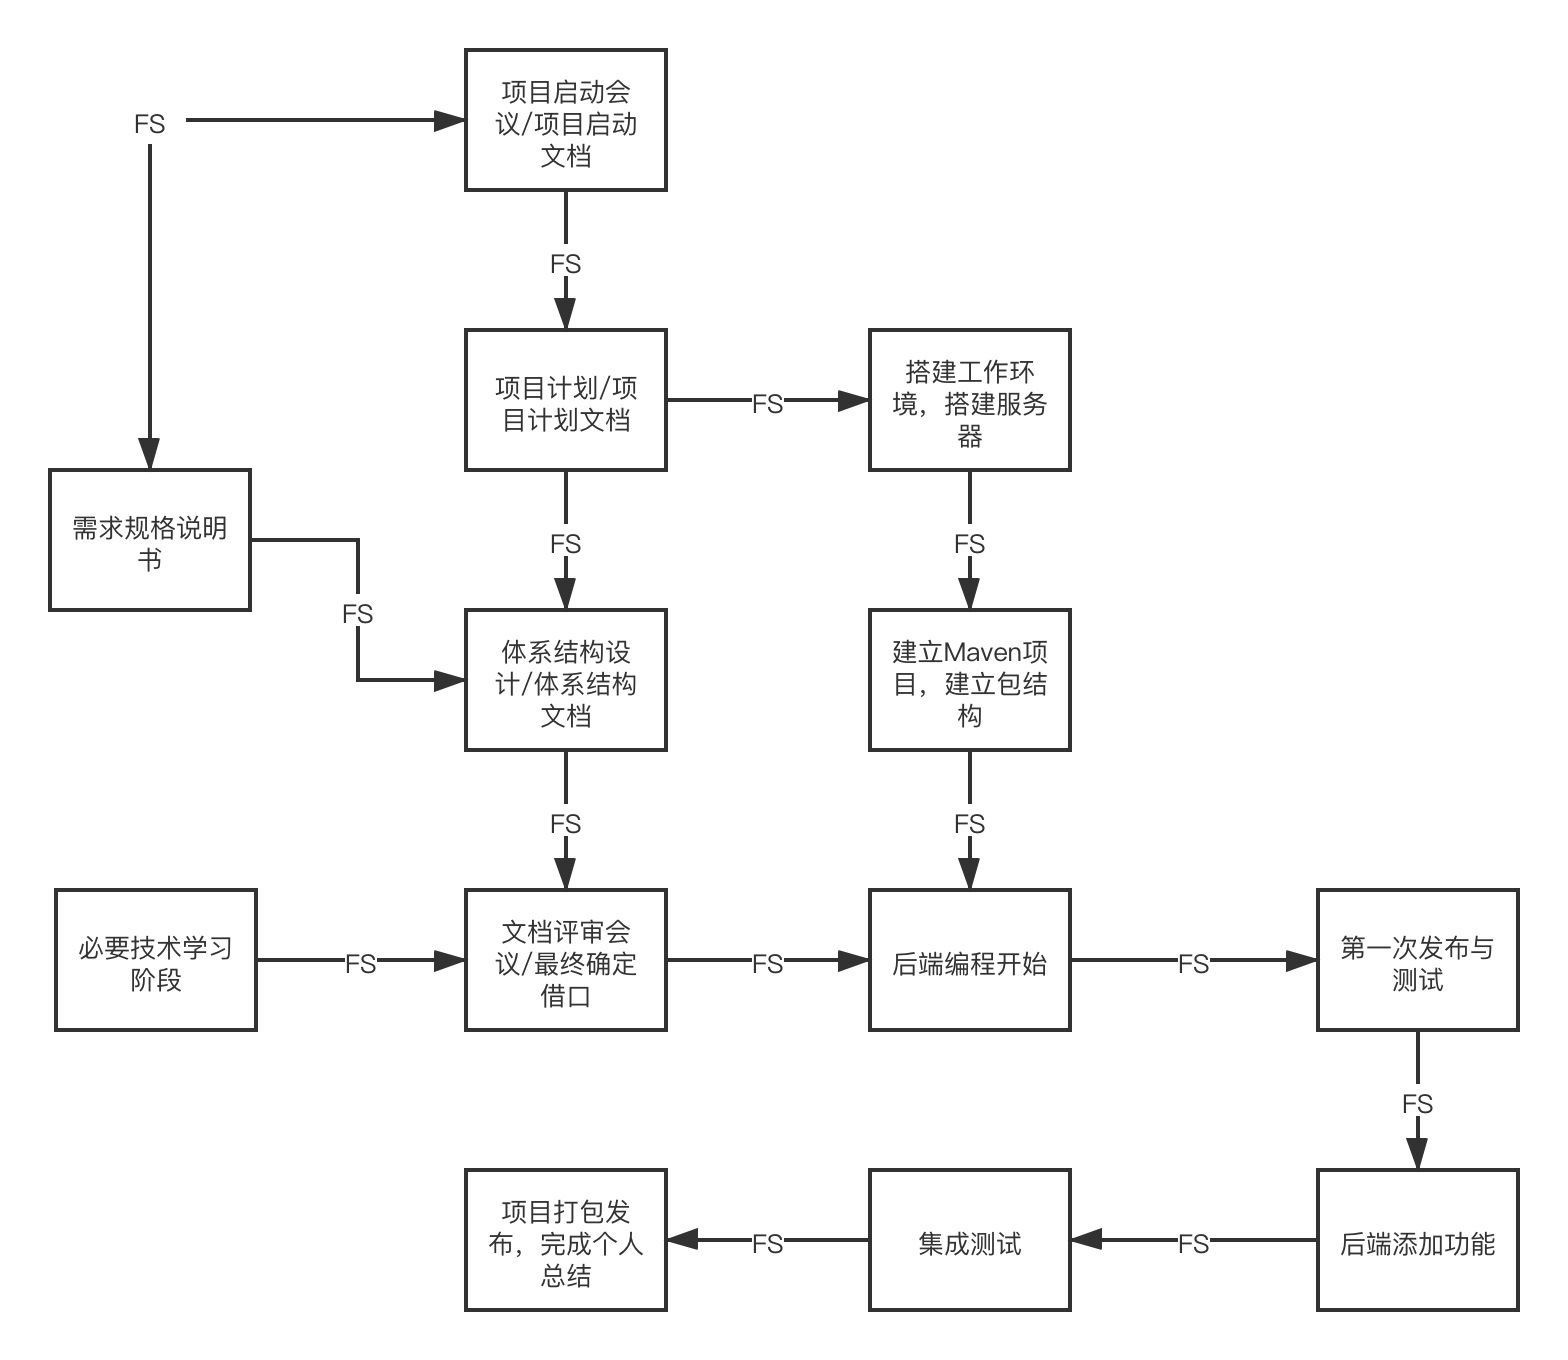 项目启动会
议/项目启动
文档
FS
FS
项目计划/项
目计划文档
FS
搭建工作环
境，搭建服务
器
需求规格说明
书
FS
FS
FS
体系结构设
计/体系结构
文档
建立Maven项
目，建立包结
构
FS
FS
必要技术学习
阶段
FS
文档评审会
议/最终确定
借口
FS
后端编程开始
FS
第一次发布与
测试
FS
项目打包发
布，完成个人
总结
FS
集成测试
FS
后端添加功能